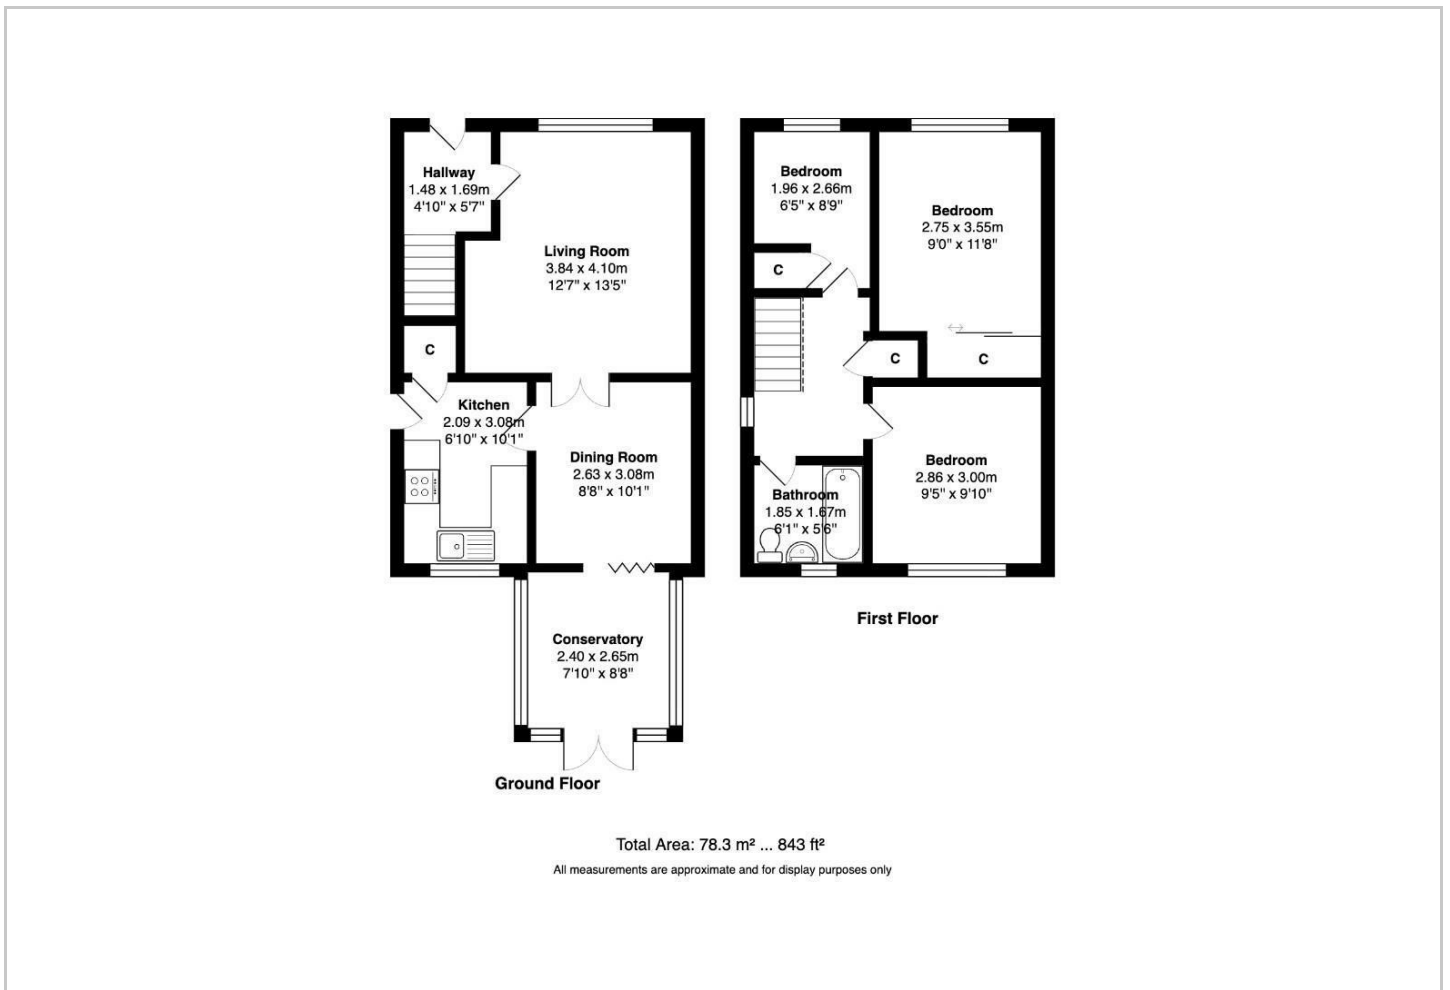 Hallway
1.48 x 1.69m
4'10" x 5'7"
Living Room
3.84 x 4.10m
12'7" x 13'5"
C
Kitchen
2.09 x 3.08m
6'10" x 10'1"
Dining Room
2.63 x 3.08m
8'8" x 10'1"
Conservatory
2.40 x 2.65m
7'10" x 8'8"
Ground Floor
Bedroom
1.96 x 2.66m
6'5" x 8'9"
Bedroom
2.75 x 3.55m
9'0" x 11'8"
C
C
C
Bedroom
2.86 x 3.00m
9'5" x 9'10"
Bathroom
1.85 x 1.67m
6'1" x 5'6"
First Floor
Total Area: 78.3 m² ... 843 ft²
All measurements are approximate and for display purposes only